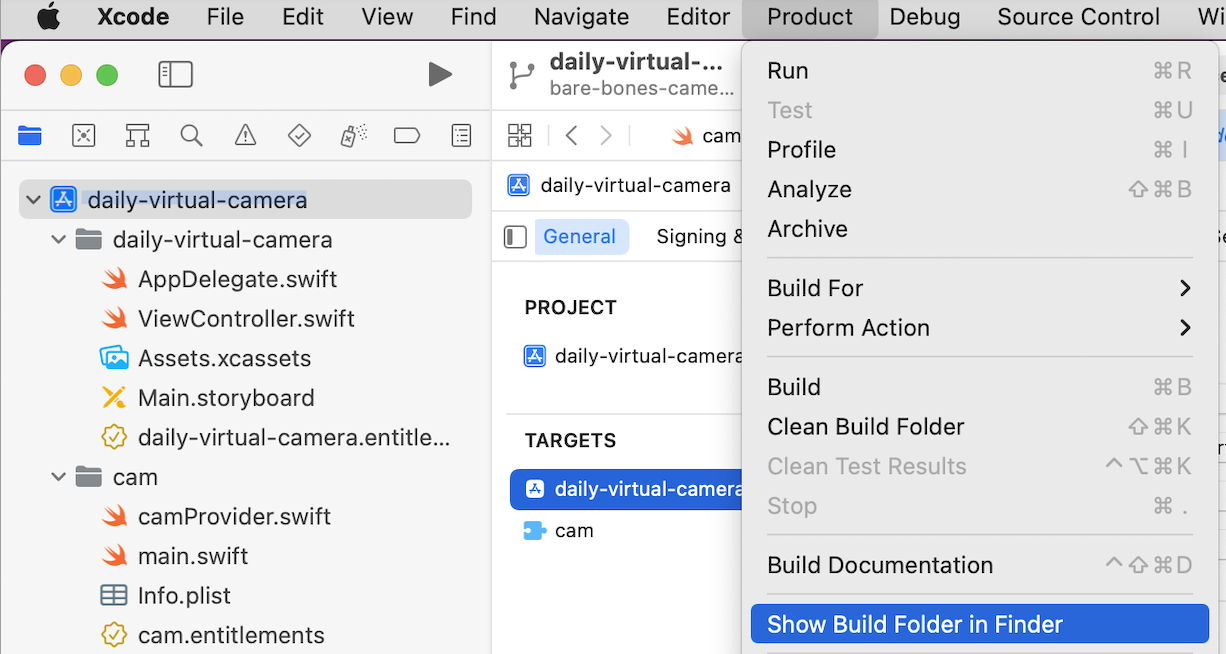 Xcode File Edit View Find Navigate Editor Product Debug Source Control
daily-virtual-...
bare-bones-came...
cam
daily-virtual-camera
General Signing &
PROJECT
daily-virtual-camera
TARGETS
daily-virtual-camera
cam
daily-virtual-camera
daily-virtual-camera
AppDelegate.swift
ViewController.swift
Assets.xcassets
Main.storyboard
daily-virtual-camera.entitle...
cam
camProvider.swift
main.swift
Info.plist
cam.entitlements
Run ⌘R
Test ⌘U
Profile ⌘I
Analyze ⇧⌘B
Archive
Build For
Perform Action
Build ⌘B
Clean Build Folder ⇧⌘K
Clean Test Results ^⌥⌘K
Stop ⌘.
Build Documentation ^⇧⌘D
Show Build Folder in Finder